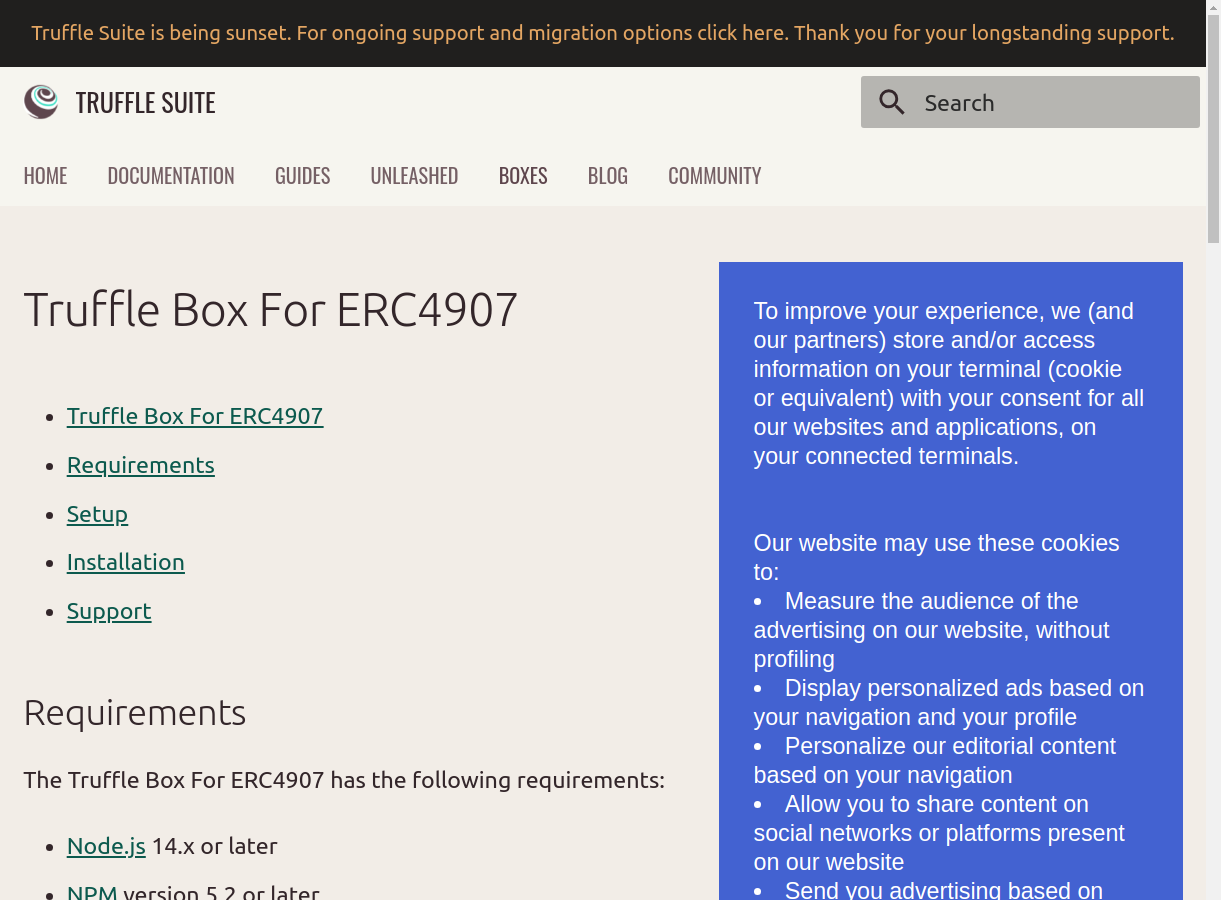 Truffle Suite is being sunset. For ongoing support and migration options click here. Thank you for your longstanding support.
TRUFFLE SUITE
Search
HOME
DOCUMENTATION
GUIDES
UNLEASHED
BOXES
BLOG
COMMUNITY
Truffle Box For ERC4907
• Truffle Box For ERC4907
• Requirements
• Setup
• Installation
• Support
Requirements
The Truffle Box For ERC4907 has the following requirements:
• Node.js 14.x or later
• NPM version 5.2 or later
To improve your experience, we (and
our partners) store and/or access
information on your terminal (cookie
or equivalent) with your consent for all
our websites and applications, on
your connected terminals.
Our website may use these cookies
to:
• Measure the audience of the
advertising on our website, without
profiling
• Display personalized ads based on
your navigation and your profile
• Personalize our editorial content
based on your navigation
• Allow you to share content on
social networks or platforms present
on our website
• Send you advertising based on